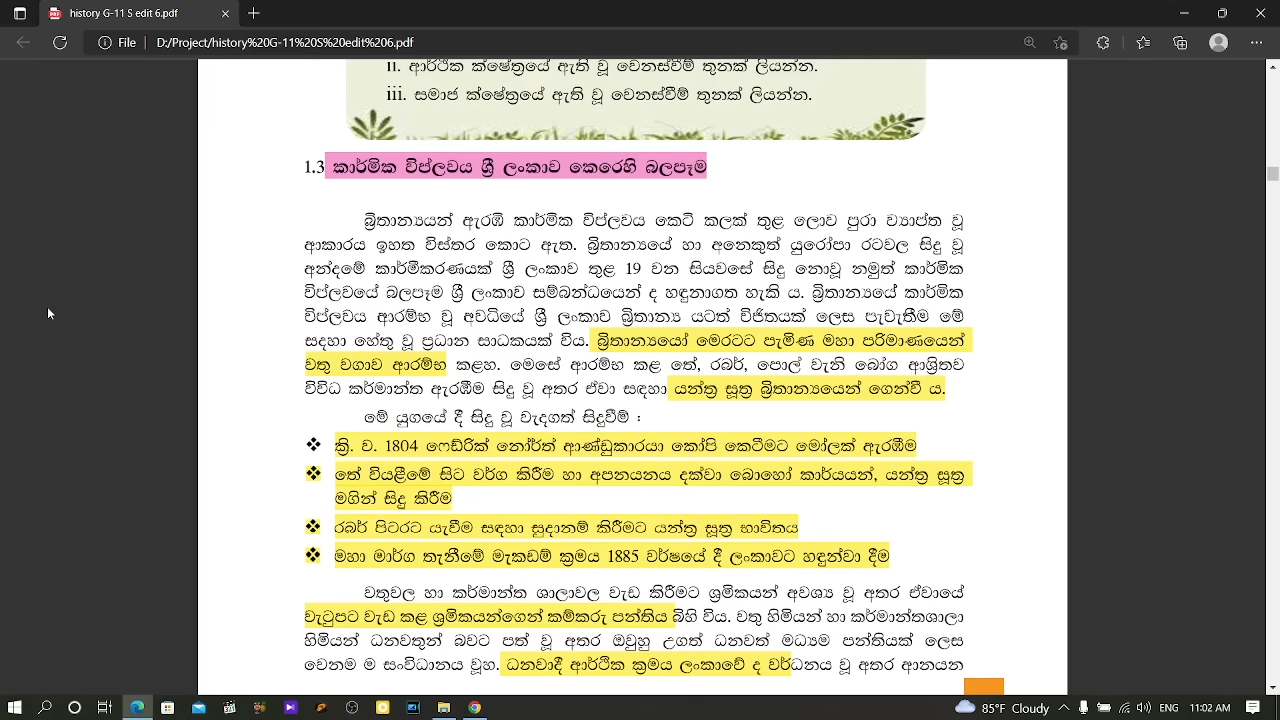 history G-11 S edit 6.pdf
File D:/Project/history%20G-11%20S%20edit%206.pdf
ii. ආර්ථික ක්ෂේත්‍රයේ ඇති වූ වෙනස්වීම් තුනක් ලියන්න.
iii. සමාජ ක්ෂේත්‍රයේ ඇති වූ වෙනස්වීම් තුනක් ලියන්න.
1.3 කාර්මික විප්ලවය ශ්‍රී ලංකාව කෙරෙහි බලපෑම
බ්‍රිතාන්‍යයන් ඇරඹි කාර්මික විප්ලවය කෙටි කලක් තුළ ලොව පුරා ව්‍යාප්ත වූ
ආකාරය ඉහත විස්තර කොට ඇත. බ්‍රිතාන්‍යයේ හා අනෙකුත් යුරෝපා රටවල සිදු වූ
අන්දමේ කාර්මිකරණයක් ශ්‍රී ලංකාව තුළ 19 වන සියවසේ සිදු නොවූ නමුත් කාර්මික
විප්ලවයේ බලපෑම ශ්‍රී ලංකාව සම්බන්ධයෙන් ද හඳුනාගත හැකි ය. බ්‍රිතාන්‍යයේ කාර්මික
විප්ලවය ආරම්භ වූ අවධියේ ශ්‍රී ලංකාව බ්‍රිතාන්‍ය යටත් විජිතයක් ලෙස පැවැතීම මේ
සඳහා හේතු වූ ප්‍රධාන සාධකයක් විය. බ්‍රිතාන්‍යයෝ මෙරටට පැමිණ මහා පරිමාණයෙන්
වතු වගාව ආරම්භ කළහ. මෙසේ ආරම්භ කළ තේ, රබර්, පොල් වැනි බෝග ආශ්‍රිතව
විවිධ කර්මාන්ත ඇරඹීම සිදු වූ අතර ඒවා සඳහා යන්ත්‍ර සූත්‍ර බ්‍රිතාන්‍යයෙන් ගෙන්වී ය.
මේ යුගයේ දී සිදු වූ වැදගත් සිදුවීම් :
❖ ක්‍රි. ව. 1804 ෆෙඩ්රික් නෝර්ත් ආණ්ඩුකාරයා කෝපි කෙටීමට මෝලක් ඇරඹීම
❖ තේ වියළීමේ සිට වර්ග කිරීම හා අපනයනය දක්වා බොහෝ කාර්යයන්, යන්ත්‍ර සූත්‍ර
මගින් සිදු කිරීම
❖ රබර් පිටරට යැවීම සඳහා සුදානම් කිරීමට යන්ත්‍ර සූත්‍ර භාවිතය
❖ මහා මාර්ග තැනීමේ මැකඩම් ක්‍රමය 1885 වර්ෂයේ දී ලංකාවට හඳුන්වා දීම
වතුවල හා කර්මාන්ත ශාලාවල වැඩ කිරීමට ශ්‍රමිකයන් අවශ්‍ය වූ අතර ඒවායේ
වැටුපට වැඩ කළ ශ්‍රමිකයන්ගෙන් කම්කරු පන්තිය බිහි විය. වතු හිමියන් හා කර්මාන්තශාලා
හිමියන් ධනවතුන් බවට පත් වූ අතර ඔවුහු උගත් ධනවත් මධ්‍යම පන්තියක් ලෙස
වෙනම ම සංවිධානය වූහ. ධනවාදී ආර්ථික ක්‍රමය ලංකාවේ ද වර්ධනය වූ අතර ආනයන
85°F Cloudy ENG 11:02 AM